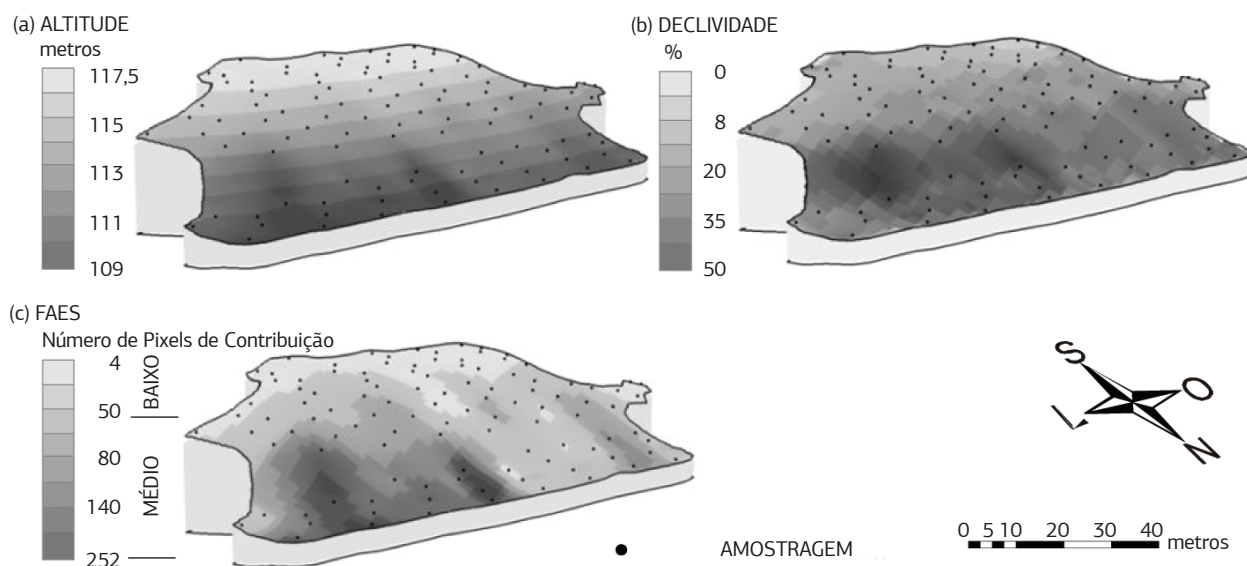 (a) ALTITUDE
metros
117,5
115
113
111
109
(b) DECLIVIDADE
%
0
8
20
35
50
(c) FAES
Número de Pixels de Contribuição
4
50
80
140
252
BAIXO
MÉDIO
AMOSTRAGEM
S
O
L
N
0 5 10 20 30 40 metros